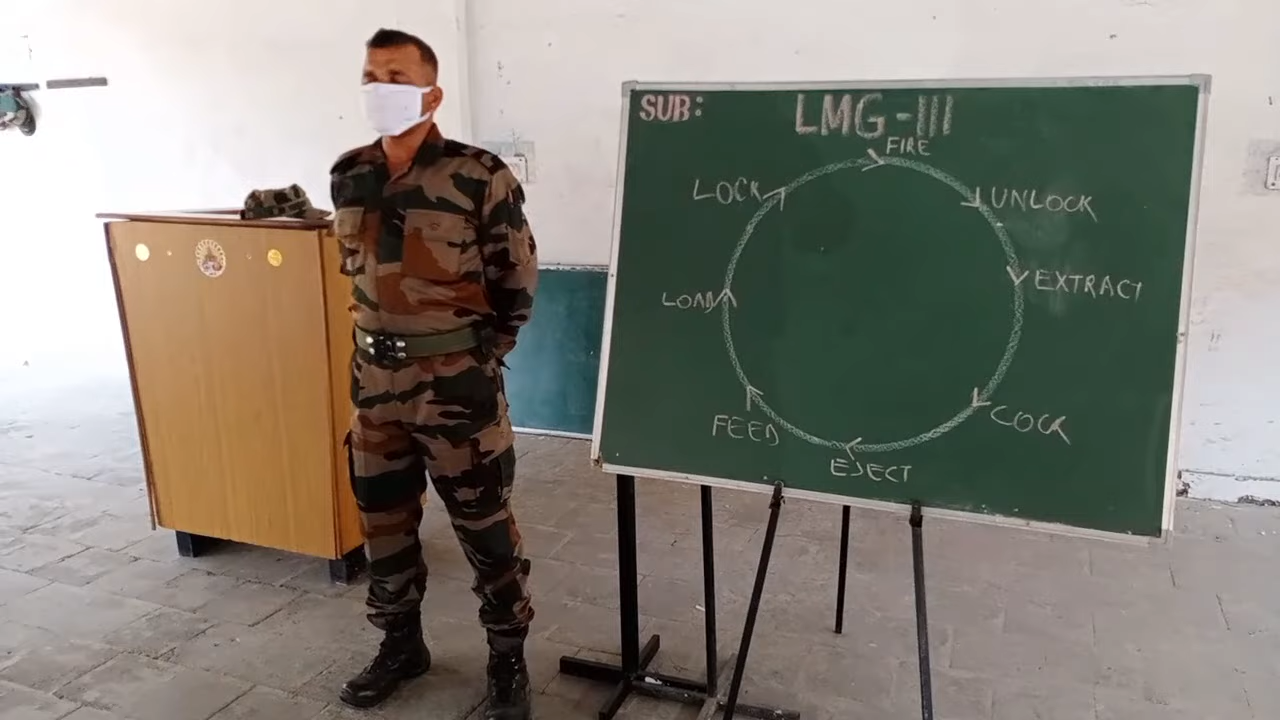 SUB: LMG-III
FIRE
LOCK
UNLOCK
LOAD
EXTRACT
FEED
COCK
EJECT